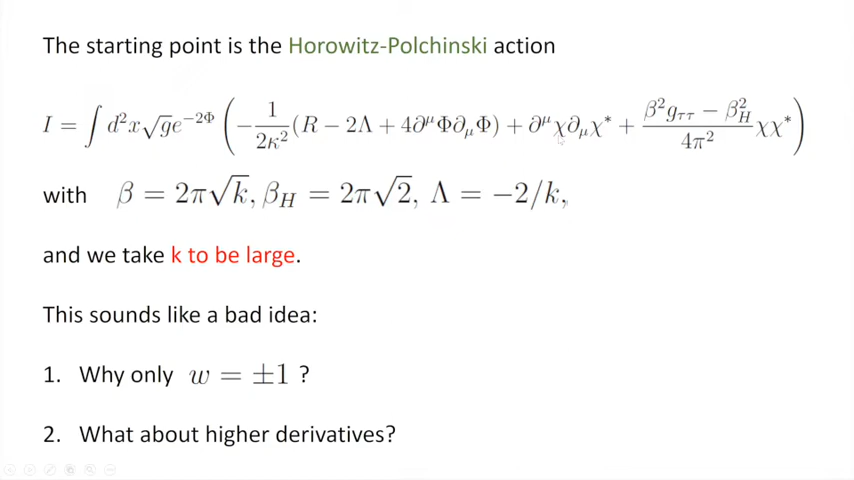 The starting point is the Horowitz-Polchinski action
I = ∫ d²x√g e^{-2Φ} ( -\frac{1}{2κ²}(R - 2Λ + 4∂^μΦ∂_μΦ) + ∂^μχ∂_μχ* + \frac{β²g_{ττ} - β_H²}{4π²}χχ* )
with β = 2π√k, β_H = 2π√2, Λ = -2/k,
and we take k to be large.
This sounds like a bad idea:
1. Why only w = ±1 ?
2. What about higher derivatives?